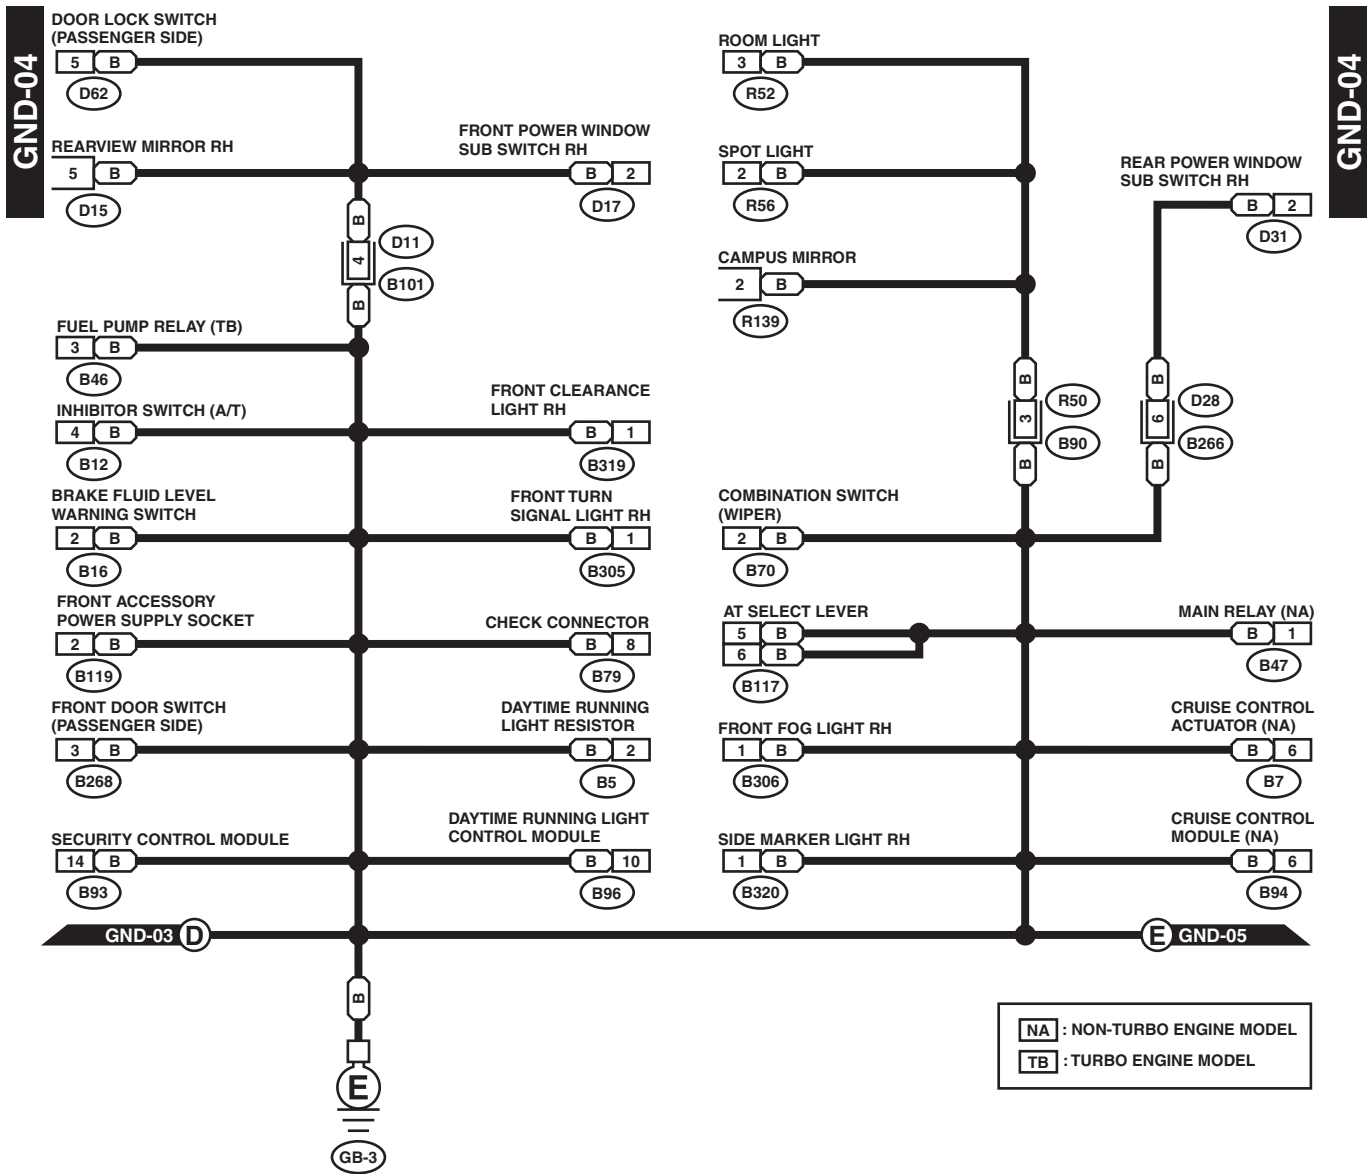 GND-04
GND-04
DOOR LOCK SWITCH
(PASSENGER SIDE)
5 B
D62
REARVIEW MIRROR RH
5 B
D15
FRONT POWER WINDOW
SUB SWITCH RH
B 2
D17
B
4
D11
B101
B
FUEL PUMP RELAY (TB)
3 B
B46
INHIBITOR SWITCH (A/T)
4 B
B12
FRONT CLEARANCE
LIGHT RH
B 1
B319
BRAKE FLUID LEVEL
WARNING SWITCH
2 B
B16
FRONT TURN
SIGNAL LIGHT RH
B 1
B305
FRONT ACCESSORY
POWER SUPPLY SOCKET
2 B
B119
CHECK CONNECTOR
B 8
B79
FRONT DOOR SWITCH
(PASSENGER SIDE)
3 B
B268
DAYTIME RUNNING
LIGHT RESISTOR
B 2
B5
SECURITY CONTROL MODULE
14 B
B93
DAYTIME RUNNING LIGHT
CONTROL MODULE
B 10
B96
ROOM LIGHT
3 B
R52
SPOT LIGHT
2 B
R56
CAMPUS MIRROR
2 B
R139
REAR POWER WINDOW
SUB SWITCH RH
B 2
D31
B
3
R50
B90
B
B
6
D28
B266
B
COMBINATION SWITCH
(WIPER)
2 B
B70
AT SELECT LEVER
5 B
6 B
B117
MAIN RELAY (NA)
B 1
B47
FRONT FOG LIGHT RH
1 B
B306
CRUISE CONTROL
ACTUATOR (NA)
B 6
B7
SIDE MARKER LIGHT RH
1 B
B320
CRUISE CONTROL
MODULE (NA)
B 6
B94
GND-03 D
E GND-05
B
E
GB-3
NA : NON-TURBO ENGINE MODEL
TB : TURBO ENGINE MODEL